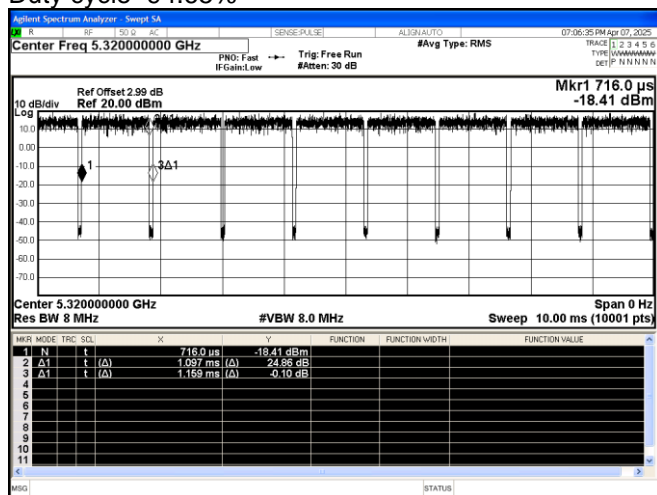 Agilent Spectrum Analyzer - Swept SA
R RF 50 Ω AC SENSE:PULSE ALIGNAUTO 07:06:35 PM Apr 07, 2025
Center Freq 5.320000000 GHz #Avg Type: RMS TRACE 1 2 3 4 5 6
PNO: Fast Trig: Free Run TYPE WWWWWW
IFGain:Low #Atten: 30 dB DET P N N N N N
Mkr1 716.0 µs
Ref Offset 2.99 dB
10 dB/div Ref 20.00 dBm -18.41 dBm
Log
10.0
0.00
-10.0 1 3Δ1
-20.0
-30.0
-40.0
-50.0
-60.0
-70.0
Center 5.320000000 GHz Span 0 Hz
Res BW 8 MHz #VBW 8.0 MHz Sweep 10.00 ms (10001 pts)
MKR MODE TRC SCL X Y FUNCTION FUNCTION WIDTH FUNCTION VALUE
1 N t 716.0 µs -18.41 dBm
2 Δ1 t (Δ) 1.097 ms (Δ) 24.86 dB
3 Δ1 t (Δ) 1.159 ms (Δ) -0.10 dB
4
5
6
7
8
9
10
11
MSG STATUS